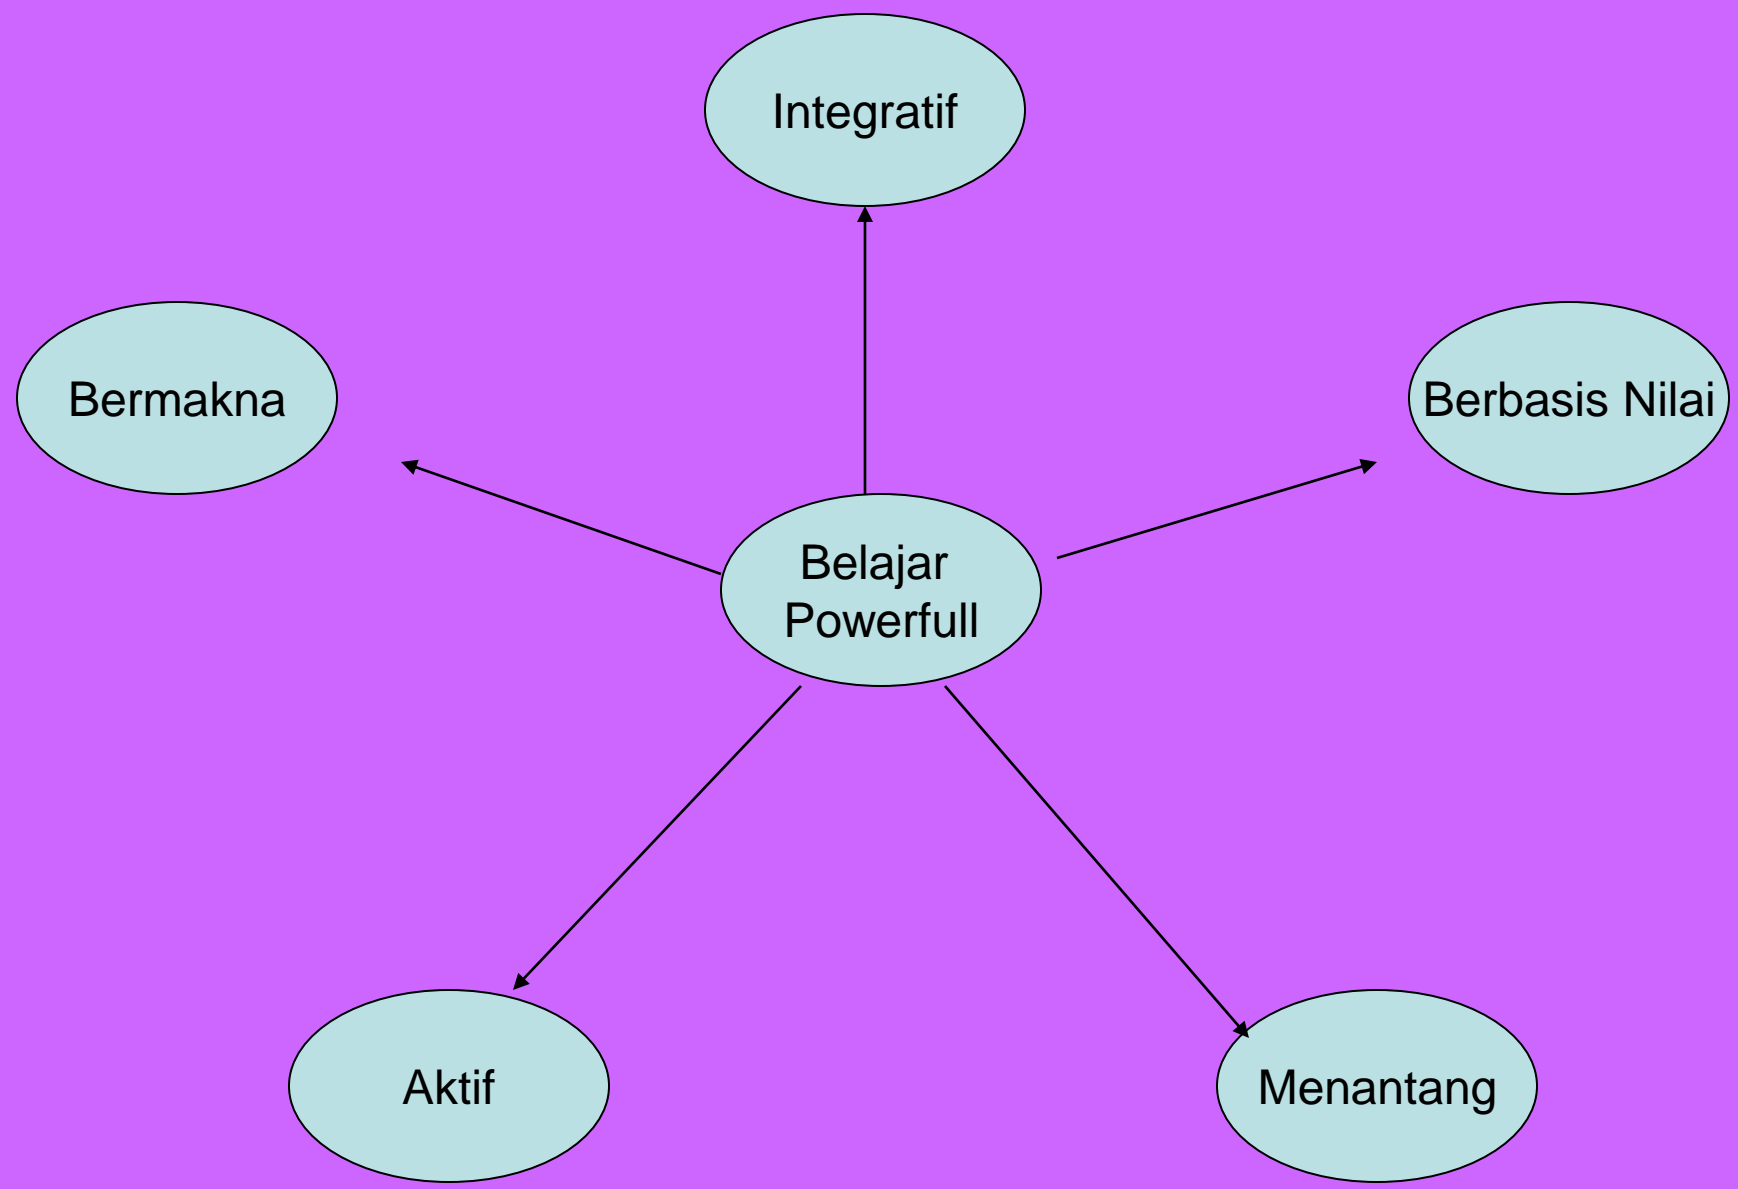 Integratif
Bermakna
Berbasis Nilai
Belajar
Powerfull
Aktif
Menantang